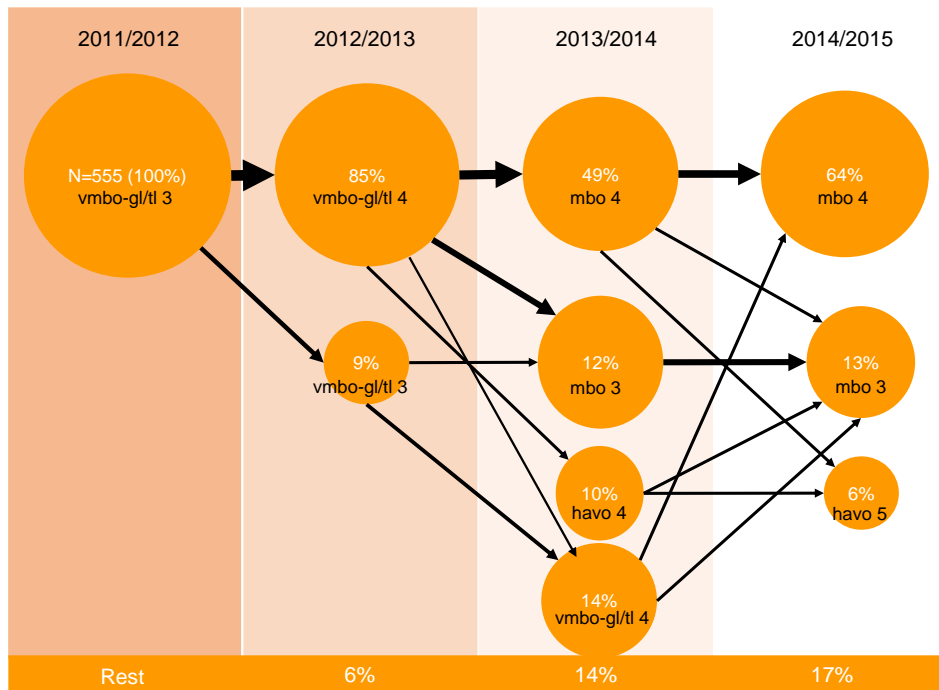 2011/2012
2012/2013
2013/2014
2014/2015
N=555 (100%)
vmbo-gl/tl 3
85%
vmbo-gl/tl 4
49%
mbo 4
64%
mbo 4
9%
vmbo-gl/tl 3
12%
mbo 3
13%
mbo 3
10%
havo 4
6%
havo 5
14%
vmbo-gl/tl 4
Rest
6%
14%
17%